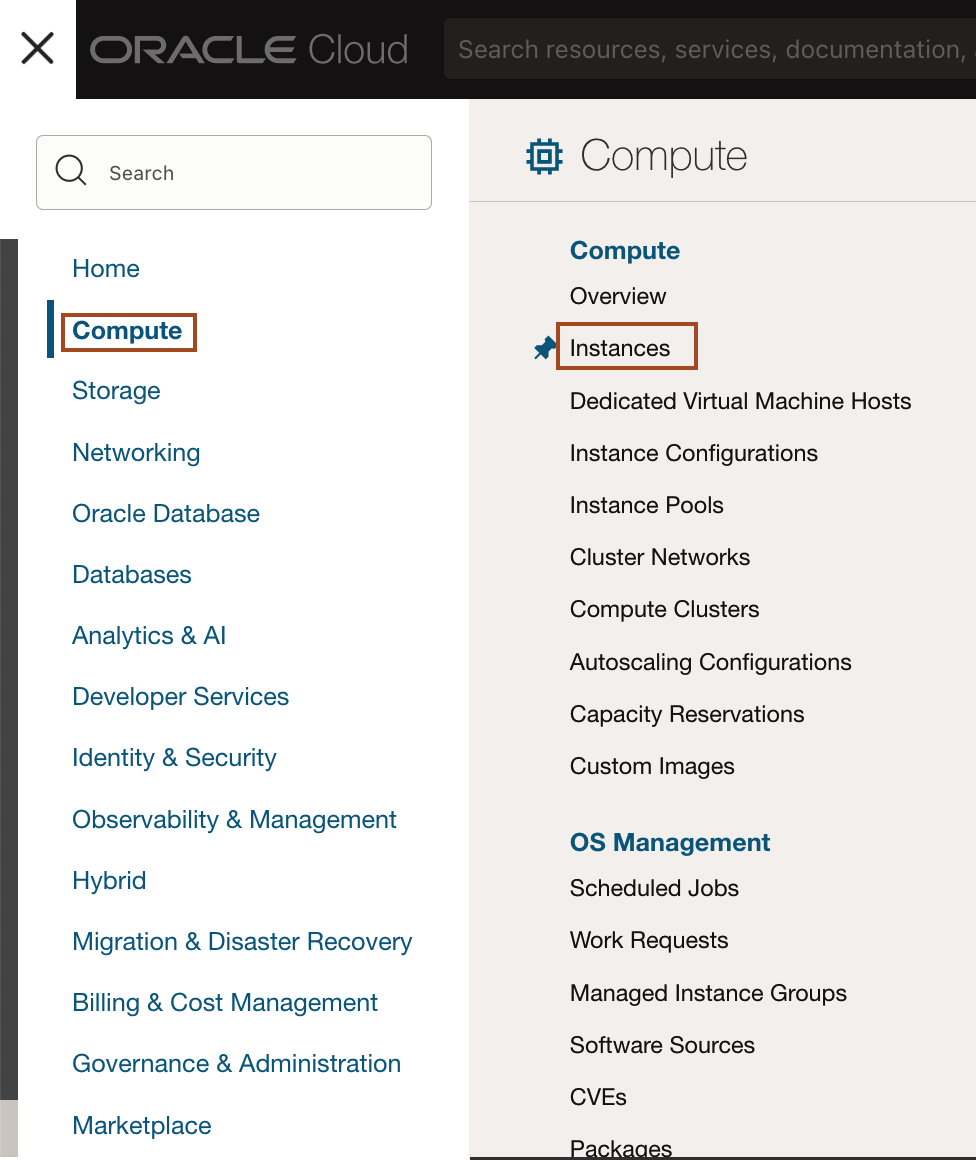 ORACLE Cloud
Search resources, services, documentation,
Search
Home
Compute
Storage
Networking
Oracle Database
Databases
Analytics & AI
Developer Services
Identity & Security
Observability & Management
Hybrid
Migration & Disaster Recovery
Billing & Cost Management
Governance & Administration
Marketplace
Compute
Compute
Overview
Instances
Dedicated Virtual Machine Hosts
Instance Configurations
Instance Pools
Cluster Networks
Compute Clusters
Autoscaling Configurations
Capacity Reservations
Custom Images
OS Management
Scheduled Jobs
Work Requests
Managed Instance Groups
Software Sources
CVEs
Packages